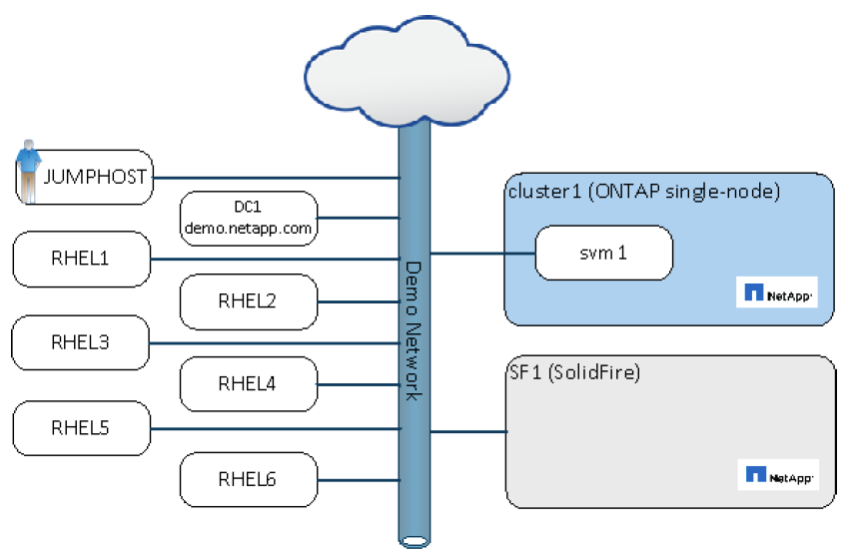 JUMPHOST
DC1
demo.netapp.com
RHEL1
RHEL2
RHEL3
RHEL4
RHEL5
RHEL6
Demo Network
cluster1 (ONTAP single-node)
svm 1
NetApp
SF1 (SolidFire)
NetApp